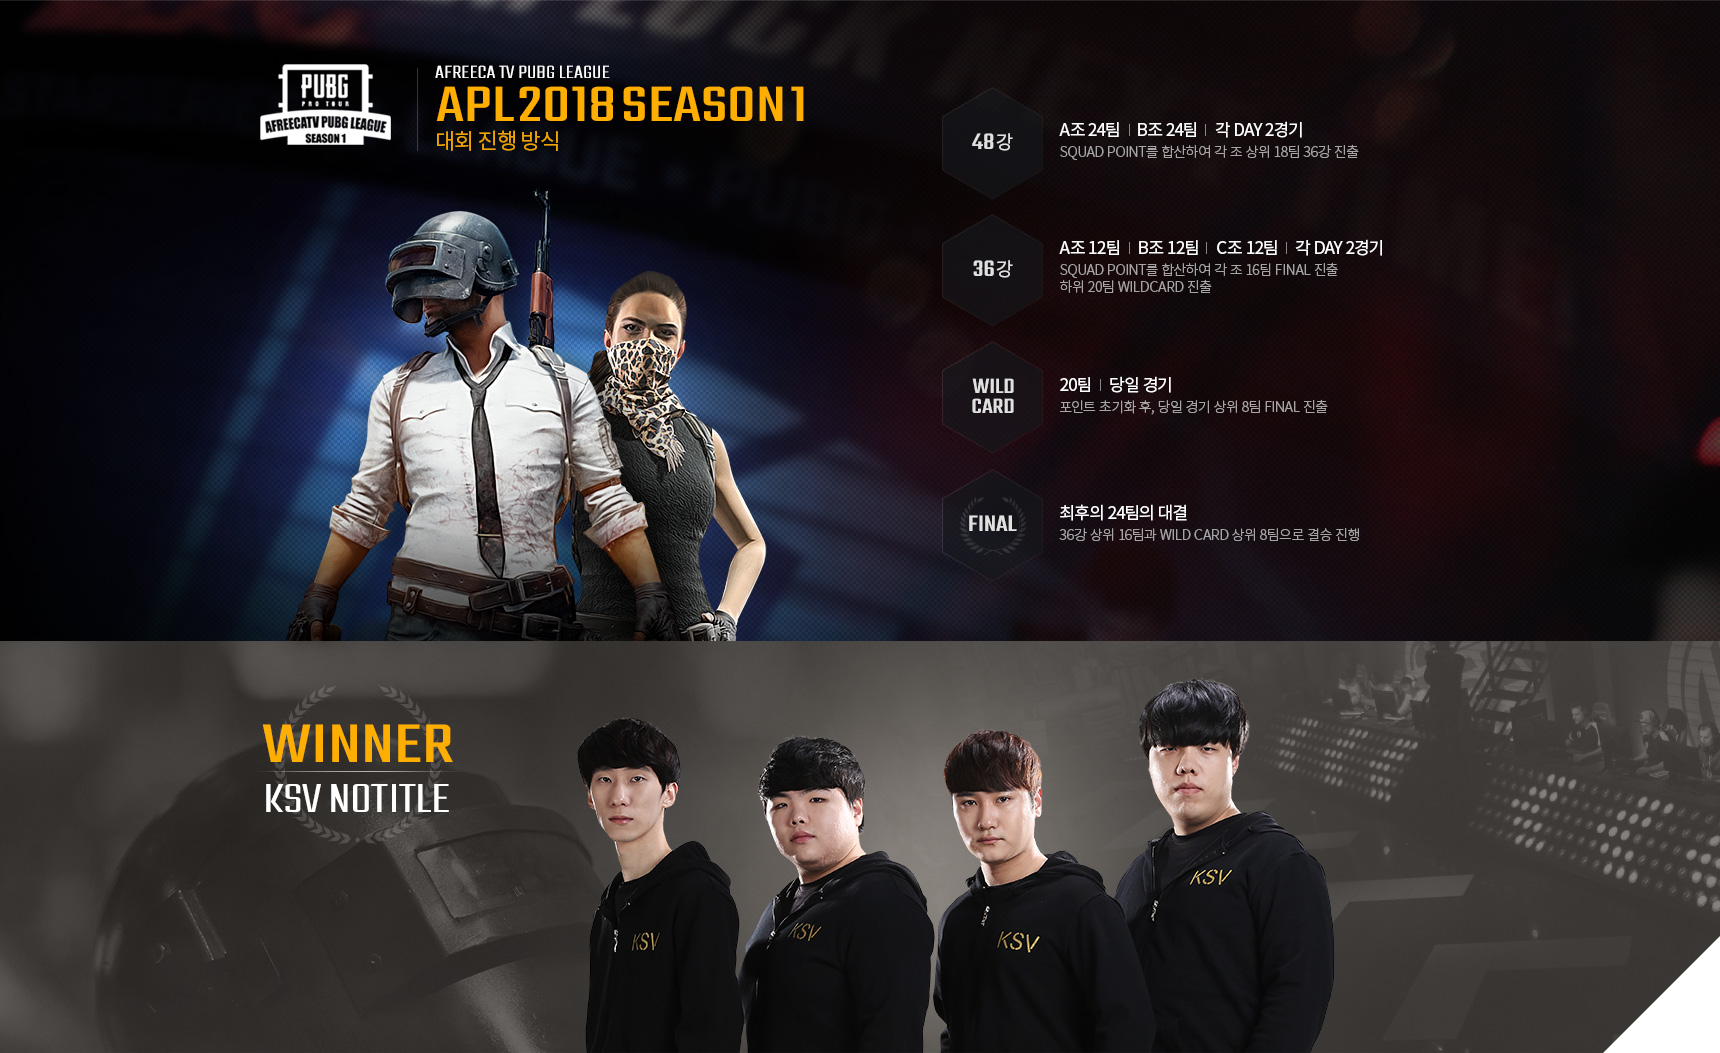 PUBG
PRO TOUR
AFREECATV PUBG LEAGUE
SEASON 1
AFREECA TV PUBG LEAGUE
APL 2018 SEASON 1
대회 진행 방식
48강
A조 24팀 | B조 24팀 | 각 DAY 2경기
SQUAD POINT를 합산하여 각 조 상위 18팀 36강 진출
36강
A조 12팀 | B조 12팀 | C조 12팀 | 각 DAY 2경기
SQUAD POINT를 합산하여 각 조 16팀 FINAL 진출
하위 20팀 WILDCARD 진출
WILD
CARD
20팀 | 당일 경기
포인트 초기화 후, 당일 경기 상위 8팀 FINAL 진출
FINAL
최후의 24팀의 대결
36강 상위 16팀과 WILD CARD 상위 8팀으로 결승 진행
WINNER
KSV NOTITLE
KSV
KSV
KSV
KSV